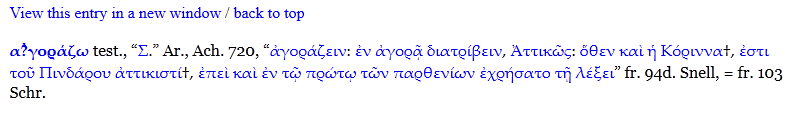 View this entry in a new window / back to top
α?̓γοράζω test., “Σ.” Ar., Ach. 720, “ἀγοράζειν: ἐν ἀγορᾷ διατρίβειν, Ἀττικῶς: ὅθεν καὶ ἡ Κόριννα†, ἐστι
τοῦ Πινδάρου ἀττικιστί†, ἐπεὶ καὶ ἐν τῷ πρώτῳ τῶν παρθενίων ἐχρήσατο τῇ λέξει” fr. 94d. Snell, = fr. 103
Schr.